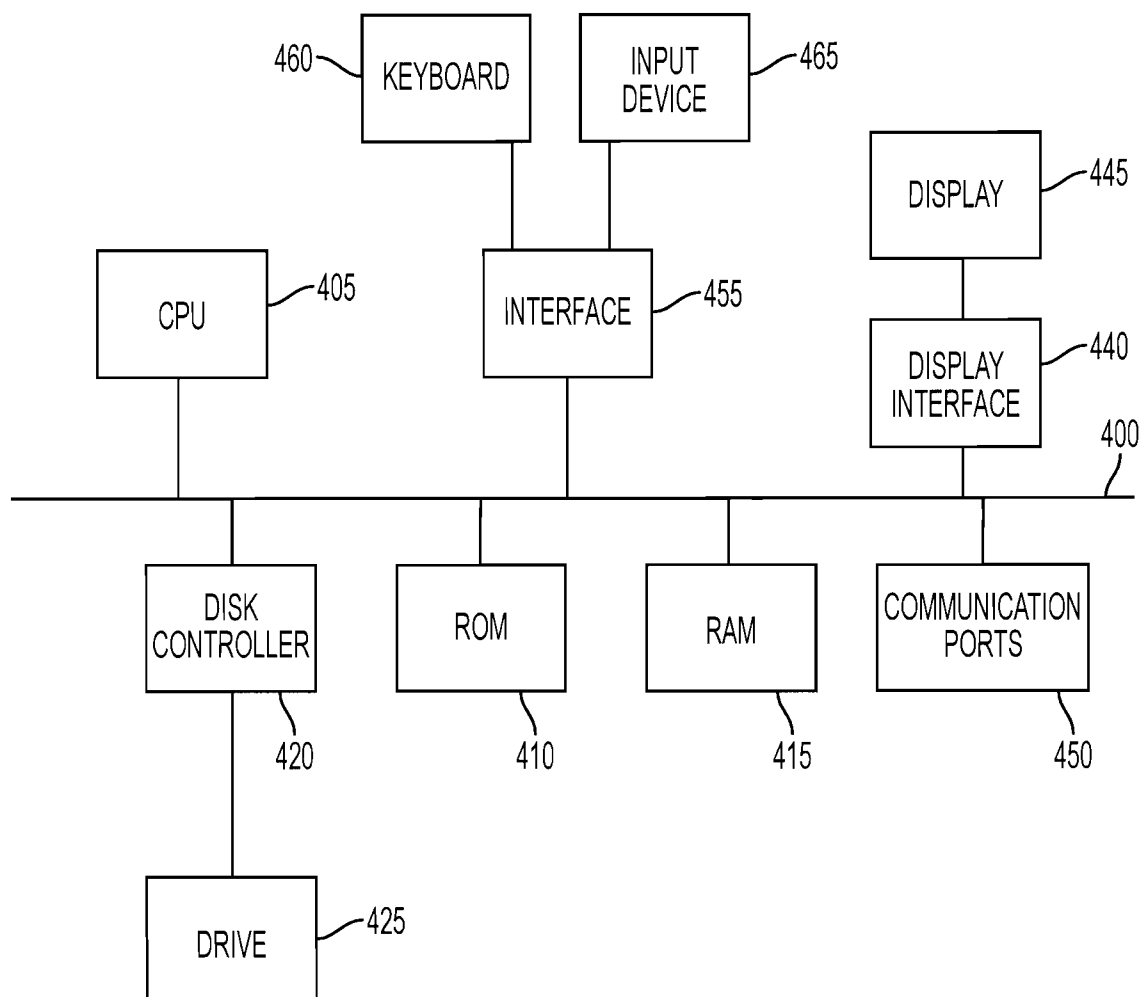 460
KEYBOARD
INPUT
DEVICE
465
DISPLAY
445
CPU
405
INTERFACE
455
DISPLAY
INTERFACE
440
400
DISK
CONTROLLER
420
ROM
410
RAM
415
COMMUNICATION
PORTS
450
DRIVE
425